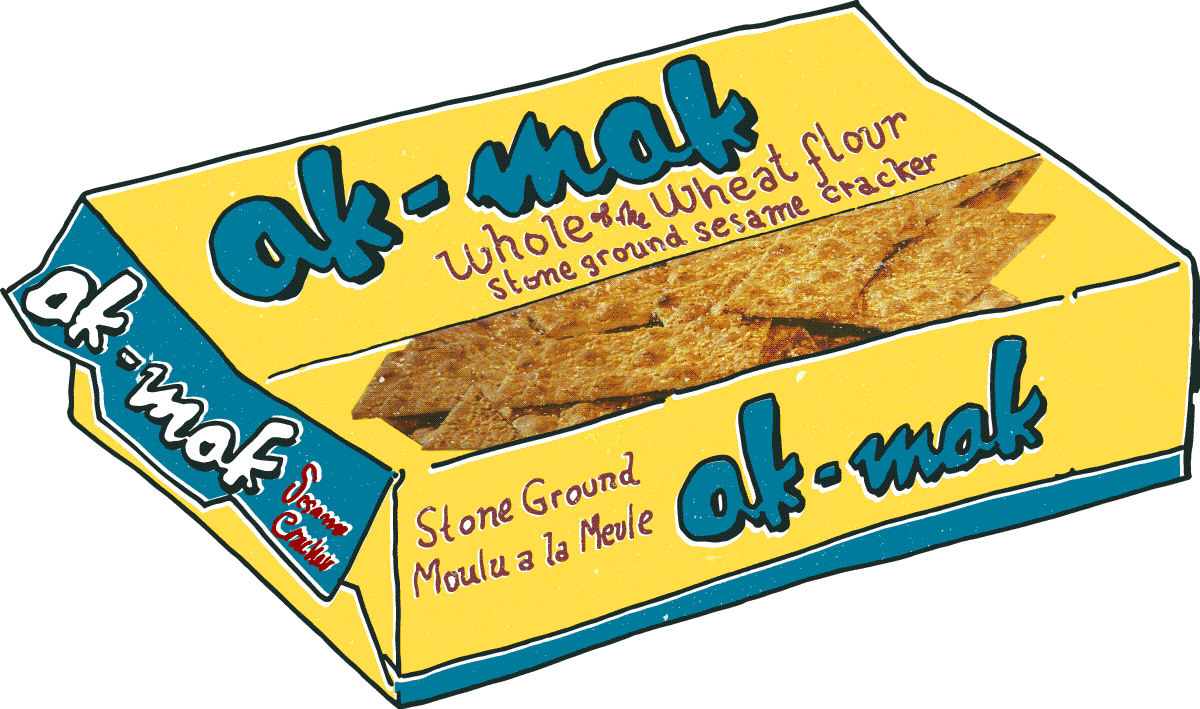 ak-mak
Whole of the Wheat flour
stone ground sesame cracker
ak-mak
Sesame
Cracker
Stone Ground
Moulu a la Meule
ak-mak